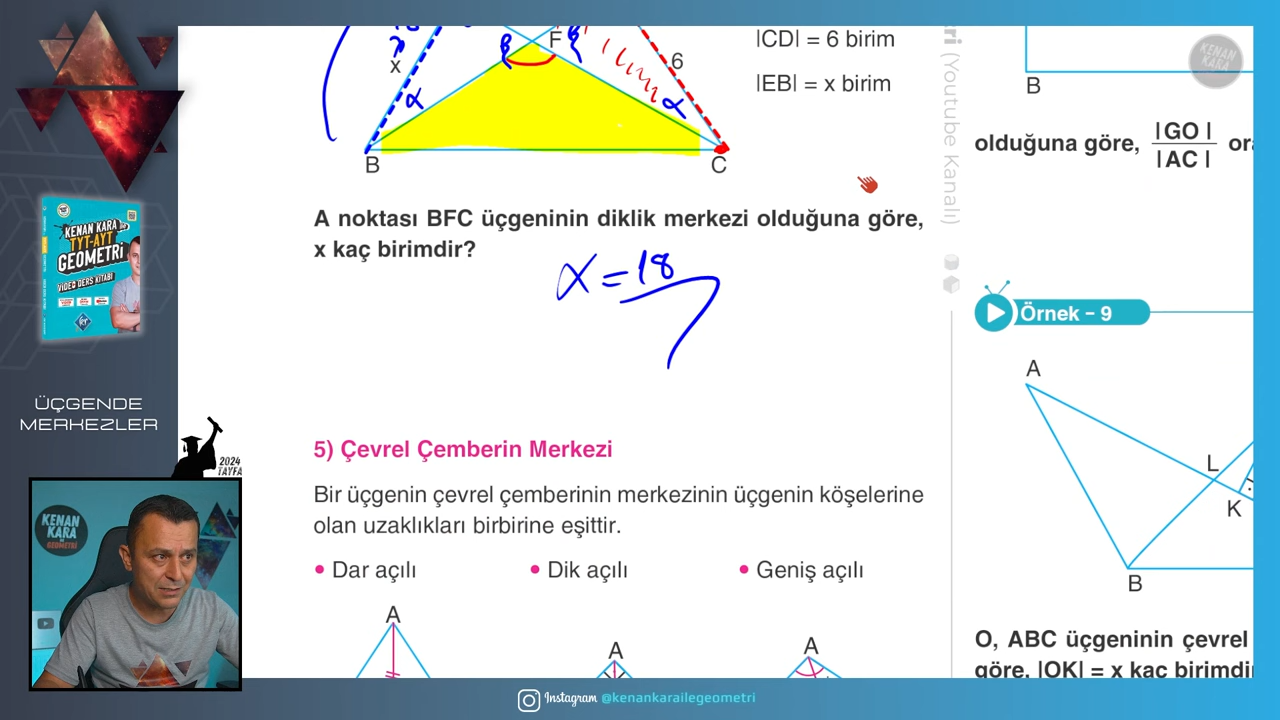 x
α
β
F
6
α
B
C
|CD| = 6 birim
|EB| = x birim
A noktası BFC üçgeninin diklik merkezi olduğuna göre,
x kaç birimdir?
x = 18
5) Çevrel Çemberin Merkezi
Bir üçgenin çevrel çemberinin merkezinin üçgenin köşelerine
olan uzaklıkları birbirine eşittir.
• Dar açılı
• Dik açılı
• Geniş açılı
A
A
A
(Youtube Kanalı)
B
olduğuna göre, |GO| / |AC|
Örnek - 9
A
L
K
B
O, ABC üçgeninin çevrel
göre, |OK| = x kaç birimdir
KENAN KARA
KENAN KARA
TYT-AYT
GEOMETRİ
VİDEO DERS KİTABI
ÜÇGENDE
MERKEZLER
2024
TAYFA
KENAN
KARA
GEOMETRİ
Instagram @kenankarailegeometri